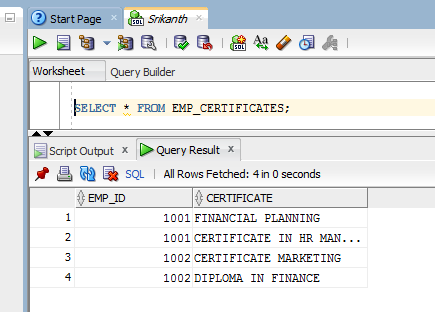 Start Page
Srikanth
Worksheet Query Builder
SELECT * FROM EMP_CERTIFICATES;
Script Output Query Result
SQL All Rows Fetched: 4 in 0 seconds
EMP_ID CERTIFICATE
1 1001 FINANCIAL PLANNING
2 1001 CERTIFICATE IN HR MAN...
3 1002 CERTIFICATE MARKETING
4 1002 DIPLOMA IN FINANCE